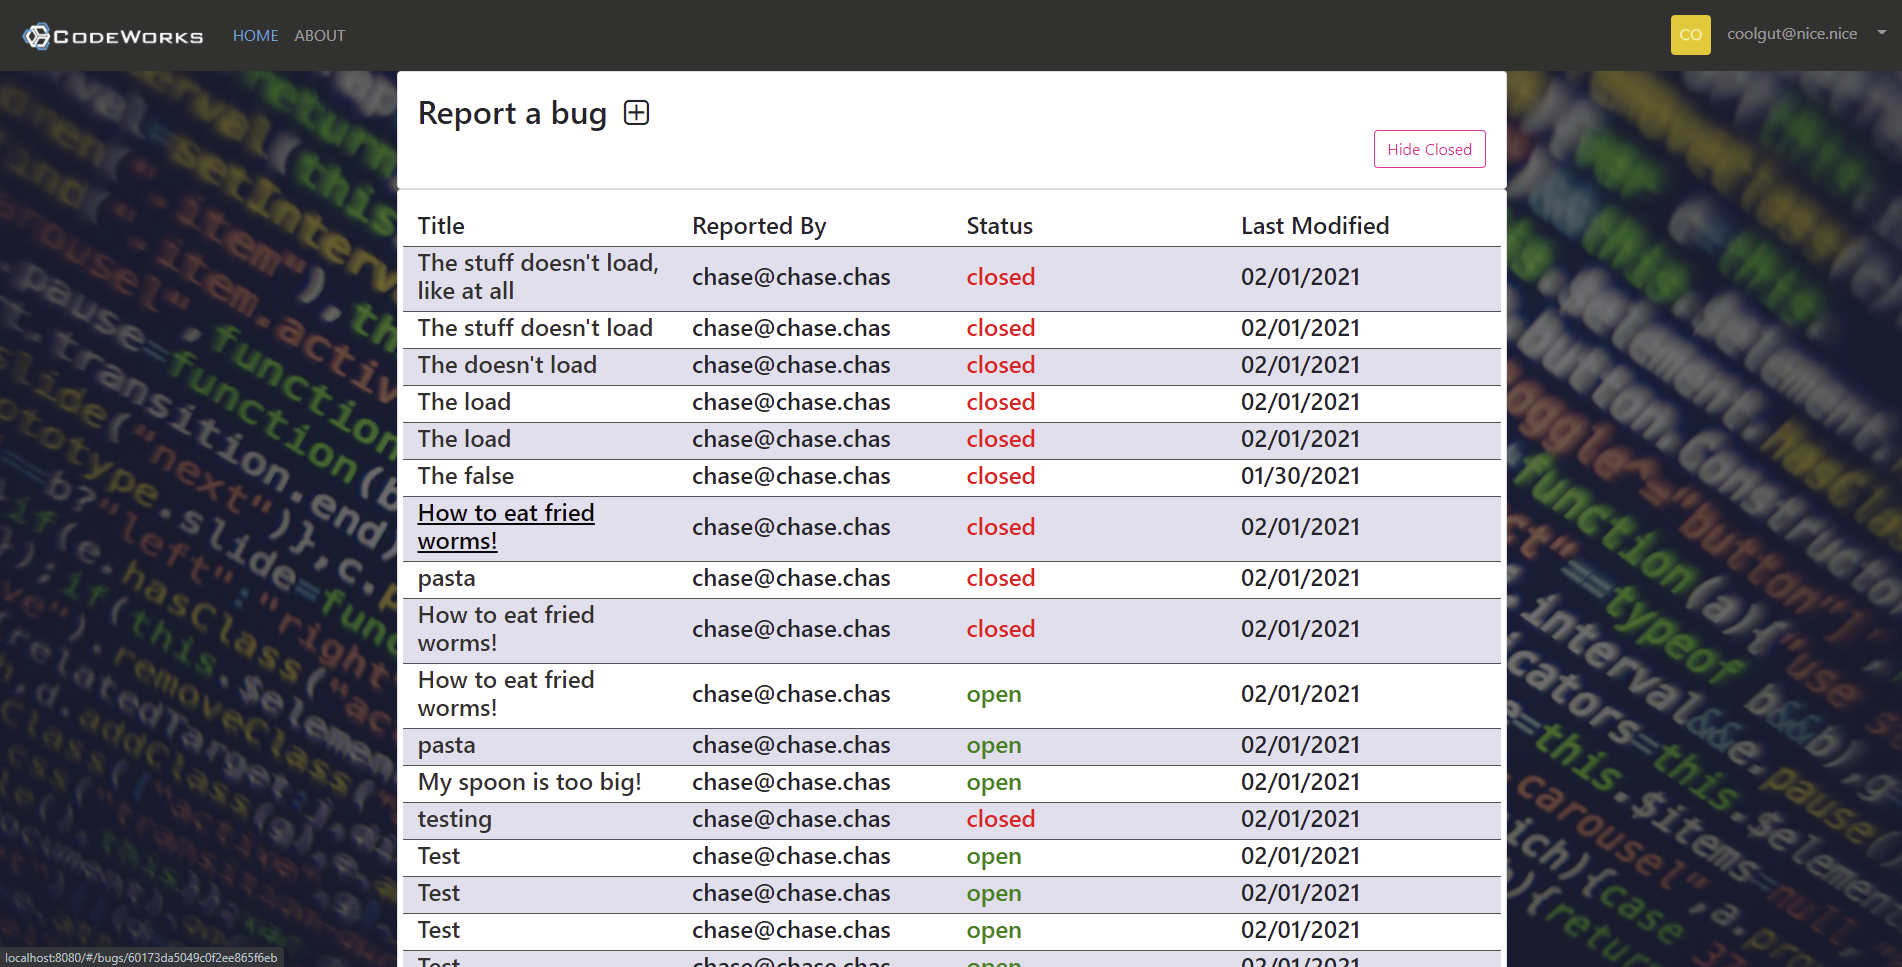 CODEWORKS HOME ABOUT CO coolgut@nice.nice
Report a bug
Hide Closed
Title Reported By Status Last Modified
The stuff doesn't load,
like at all chase@chase.chas closed 02/01/2021
The stuff doesn't load chase@chase.chas closed 02/01/2021
The doesn't load chase@chase.chas closed 02/01/2021
The load chase@chase.chas closed 02/01/2021
The load chase@chase.chas closed 02/01/2021
The false chase@chase.chas closed 01/30/2021
How to eat fried
worms! chase@chase.chas closed 02/01/2021
pasta chase@chase.chas closed 02/01/2021
How to eat fried
worms! chase@chase.chas closed 02/01/2021
How to eat fried
worms! chase@chase.chas open 02/01/2021
pasta chase@chase.chas open 02/01/2021
My spoon is too big! chase@chase.chas open 02/01/2021
testing chase@chase.chas closed 02/01/2021
Test chase@chase.chas open 02/01/2021
Test chase@chase.chas open 02/01/2021
Test chase@chase.chas open 02/01/2021
Test chase@chase.chas open 02/01/2021
localhost:8080/#/bugs/60173da5049c0f2ee865f6eb